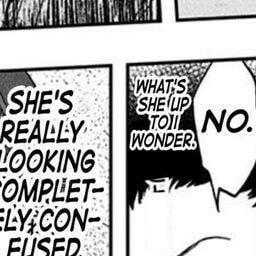 SHE'S
REALLY
LOOKING
COMPLET-
ELY, CON-
FUSED.
WHAT'S
SHE UP
TO I
WONDER.
NO.